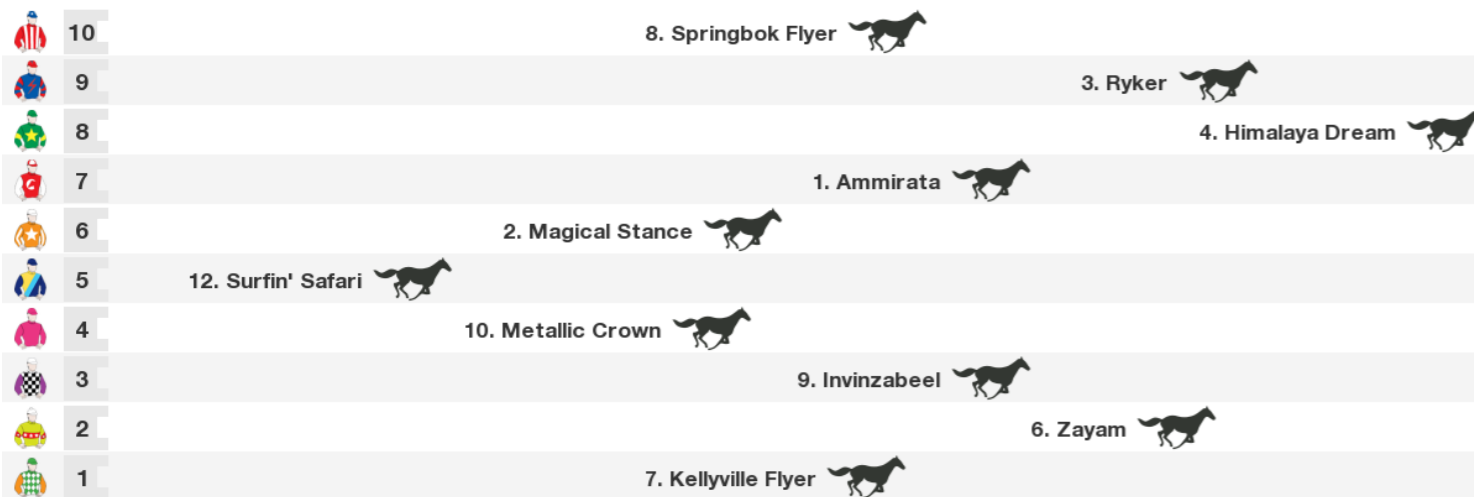 10 8. Springbok Flyer
9 3. Ryker
8 4. Himalaya Dream
7 1. Ammirata
6 2. Magical Stance
5 12. Surfin' Safari
4 10. Metallic Crown
3 9. Invinzabeel
2 6. Zayam
1 7. Kellyville Flyer